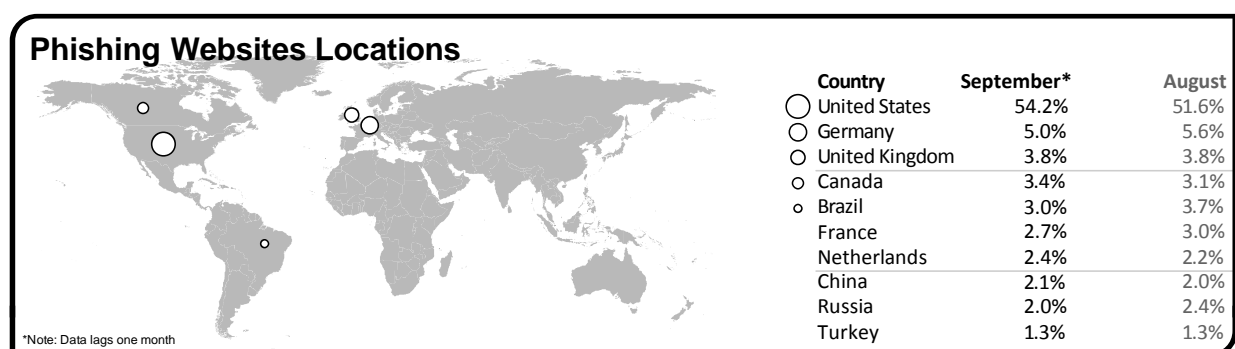 Phishing Websites Locations
Country September* August
United States 54.2% 51.6%
Germany 5.0% 5.6%
United Kingdom 3.8% 3.8%
Canada 3.4% 3.1%
Brazil 3.0% 3.7%
France 2.7% 3.0%
Netherlands 2.4% 2.2%
China 2.1% 2.0%
Russia 2.0% 2.4%
Turkey 1.3% 1.3%
*Note: Data lags one month